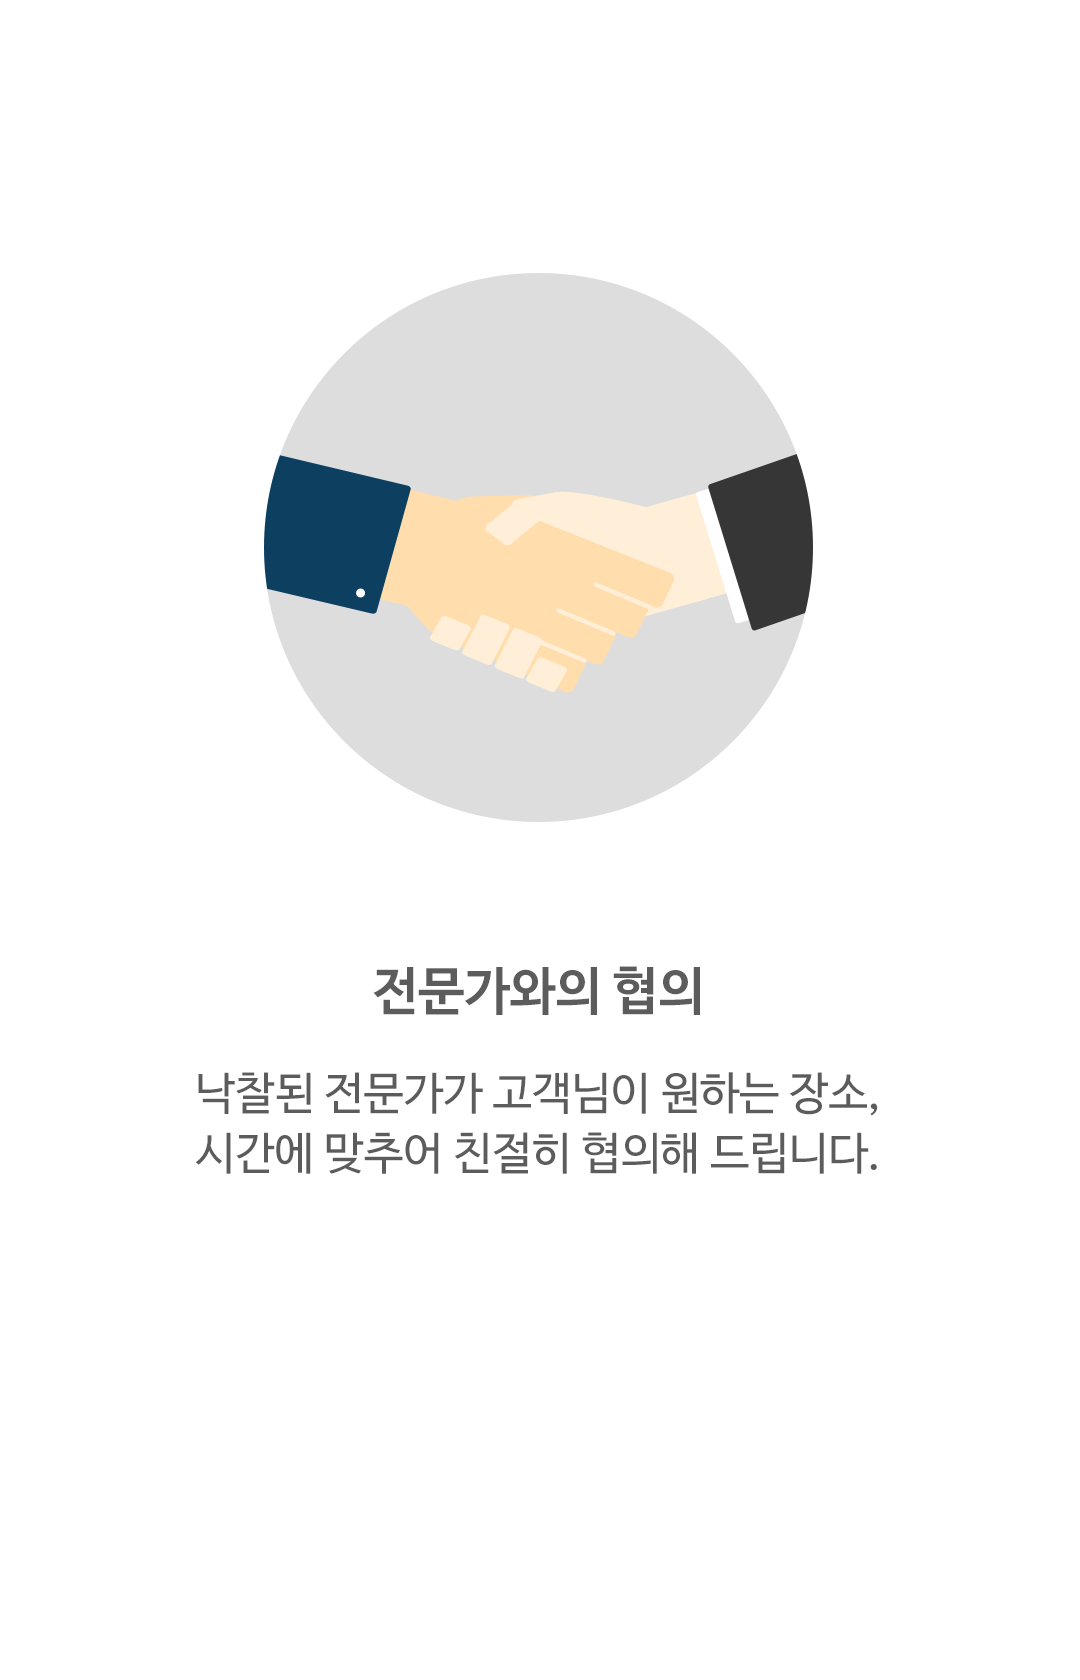 전문가와의 협의
낙찰된 전문가가 고객님이 원하는 장소,
시간에 맞추어 친절히 협의해 드립니다.